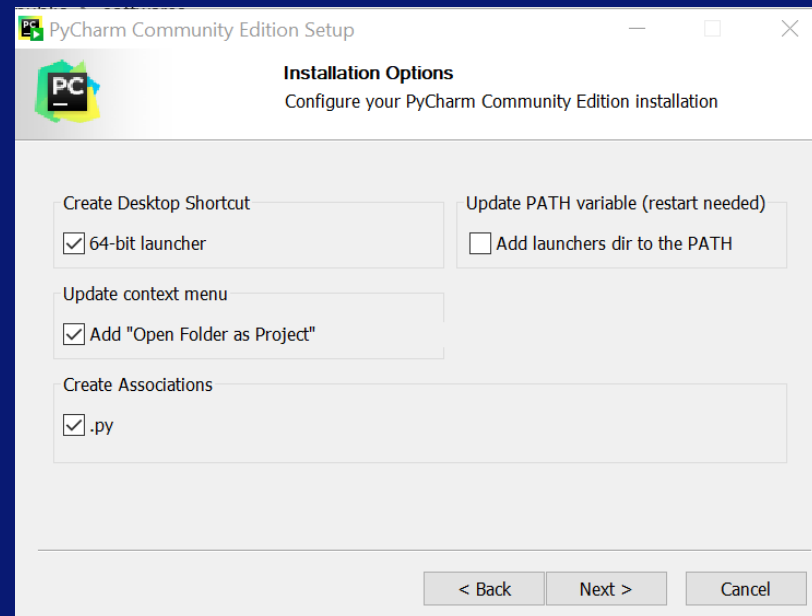 PyCharm Community Edition Setup
PC
Installation Options
Configure your PyCharm Community Edition installation
Create Desktop Shortcut
64-bit launcher
Update PATH variable (restart needed)
Add launchers dir to the PATH
Update context menu
Add "Open Folder as Project"
Create Associations
.py
< Back
Next >
Cancel